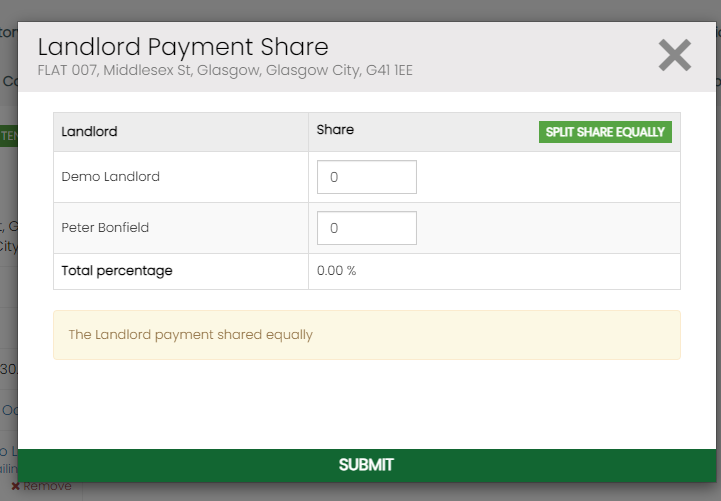 Landlord Payment Share
FLAT 007, Middlesex St, Glasgow, Glasgow City, G41 1EE
Landlord
Share
SPLIT SHARE EQUALLY
Demo Landlord
0
Peter Bonfield
0
Total percentage
0.00 %
The Landlord payment shared equally
SUBMIT
Remove